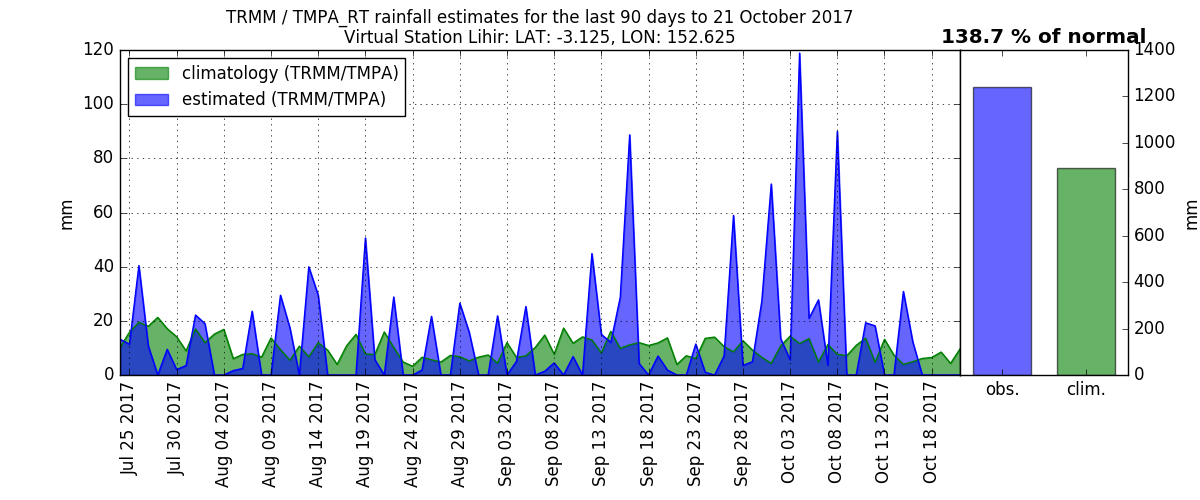 TRMM / TMPA_RT rainfall estimates for the last 90 days to 21 October 2017
Virtual Station Lihir: LAT: -3.125, LON: 152.625
138.7 % of normal
climatology (TRMM/TMPA)
estimated (TRMM/TMPA)
120
100
80
60
40
20
0
mm
Jul 25 2017
Jul 30 2017
Aug 04 2017
Aug 09 2017
Aug 14 2017
Aug 19 2017
Aug 24 2017
Aug 29 2017
Sep 03 2017
Sep 08 2017
Sep 13 2017
Sep 18 2017
Sep 23 2017
Sep 28 2017
Oct 03 2017
Oct 08 2017
Oct 13 2017
Oct 18 2017
obs.
clim.
1400
1200
1000
800
600
400
200
0
mm